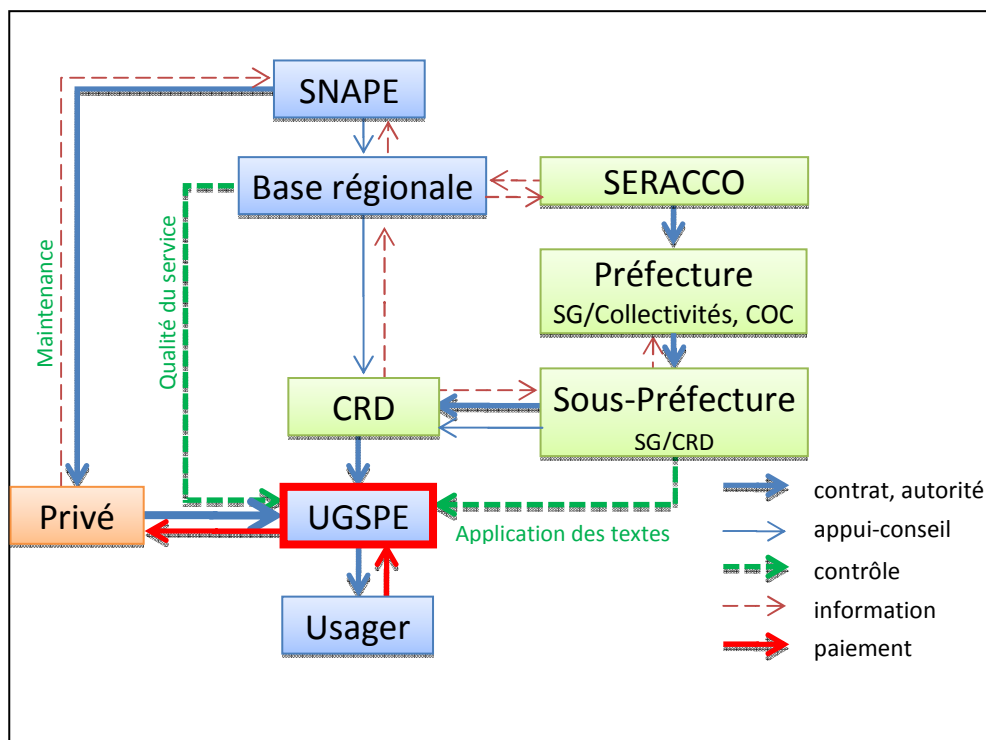 SNAPE
Base régionale
SERACCO
Préfecture
SG/Collectivités, COC
Maintenance
Qualité du service
CRD
Sous-Préfecture
SG/CRD
Privé
UGSPE
Application des textes
Usager
contrat, autorité
appui-conseil
contrôle
information
paiement